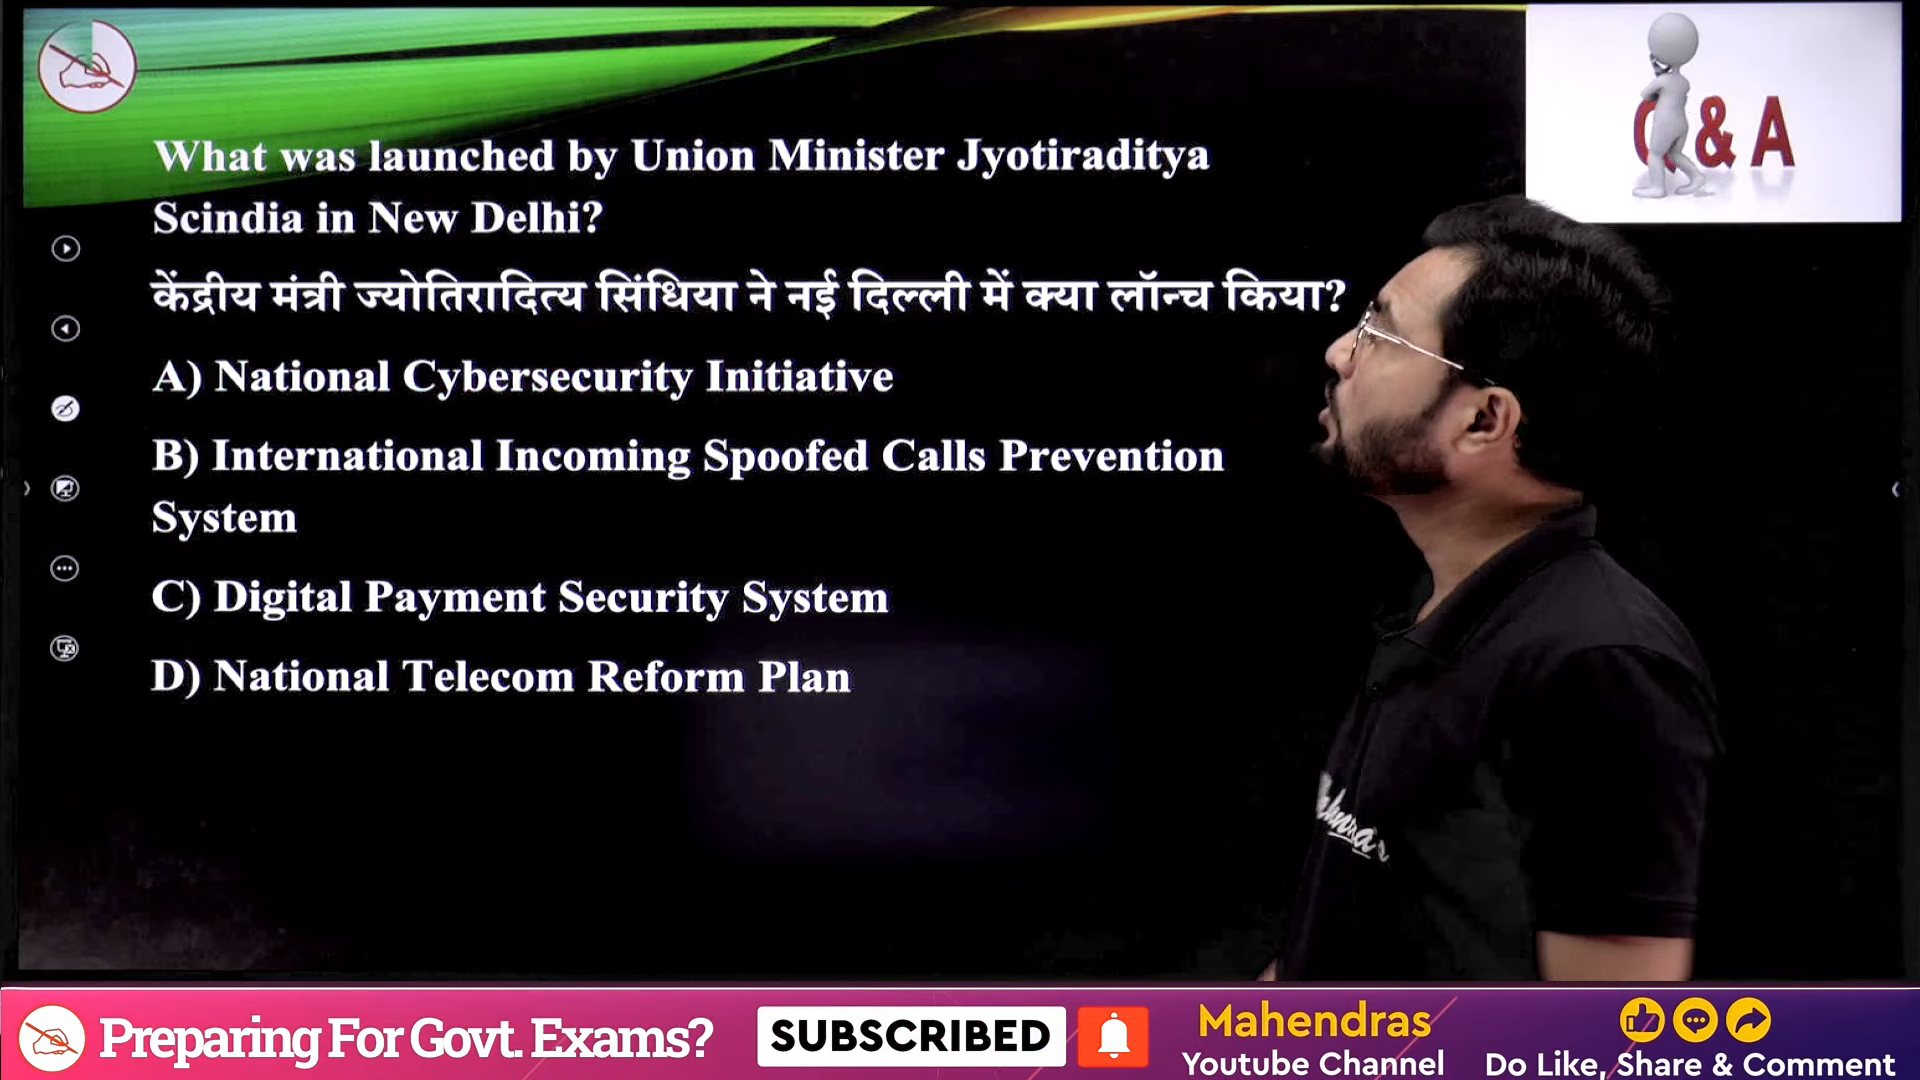 What was launched by Union Minister Jyotiraditya
Scindia in New Delhi?
केंद्रीय मंत्री ज्योतिरादित्य सिंधिया ने नई दिल्ली में क्या लॉन्च किया?
A) National Cybersecurity Initiative
B) International Incoming Spoofed Calls Prevention
System
C) Digital Payment Security System
D) National Telecom Reform Plan
& A
Preparing For Govt. Exams?
SUBSCRIBED
Mahendras
Youtube Channel
Do Like, Share & Comment